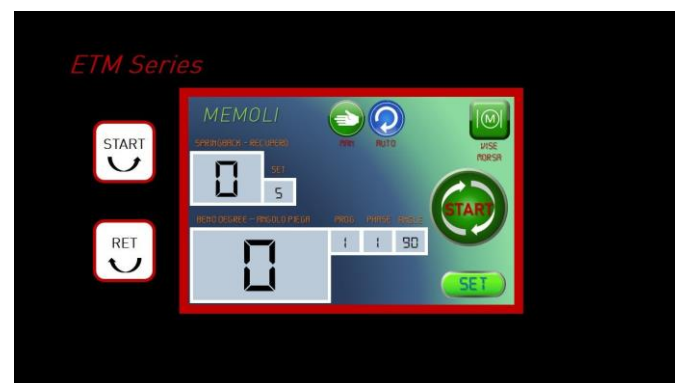 ETM Series
START
RET
MEMOLI
MAN
AUTO
|M|
VISE
MORSA
SPRINGBACK - RECUPERO
0
SET
5
BEND DEGREE - ANGOLO PIEGA
0
PROG
PHASE
ANGLE
1
1
90
START
SET